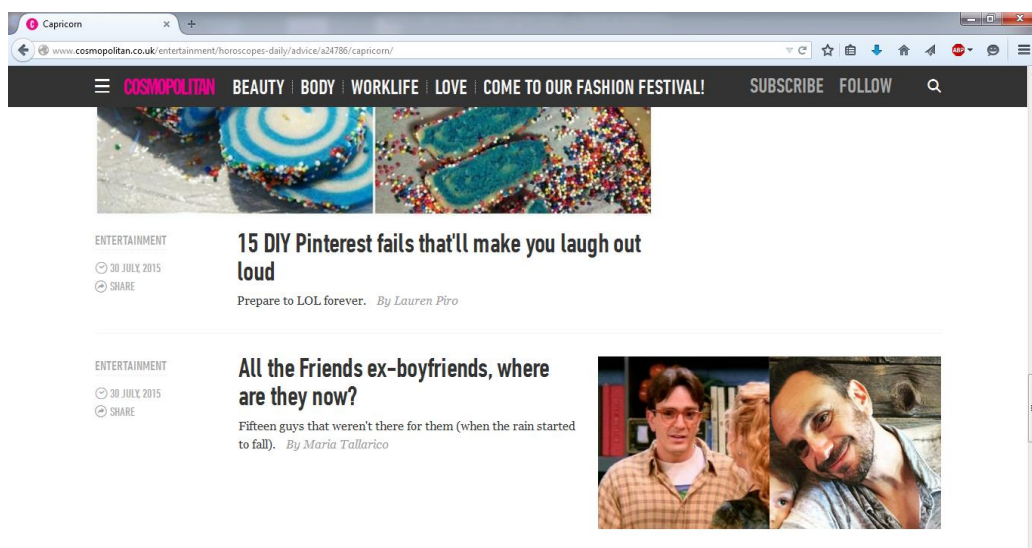 Capricorn
www.cosmopolitan.co.uk/entertainment/horoscopes-daily/advice/a24786/capricorn/
ABP
COSMOPOLITAN BEAUTY BODY WORKLIFE LOVE COME TO OUR FASHION FESTIVAL! SUBSCRIBE FOLLOW
ENTERTAINMENT
30 JULY, 2015
SHARE
15 DIY Pinterest fails that'll make you laugh out
loud
Prepare to LOL forever. By Lauren Piro
ENTERTAINMENT
30 JULY, 2015
SHARE
All the Friends ex-boyfriends, where
are they now?
Fifteen guys that weren't there for them (when the rain started
to fall). By Maria Tallarico